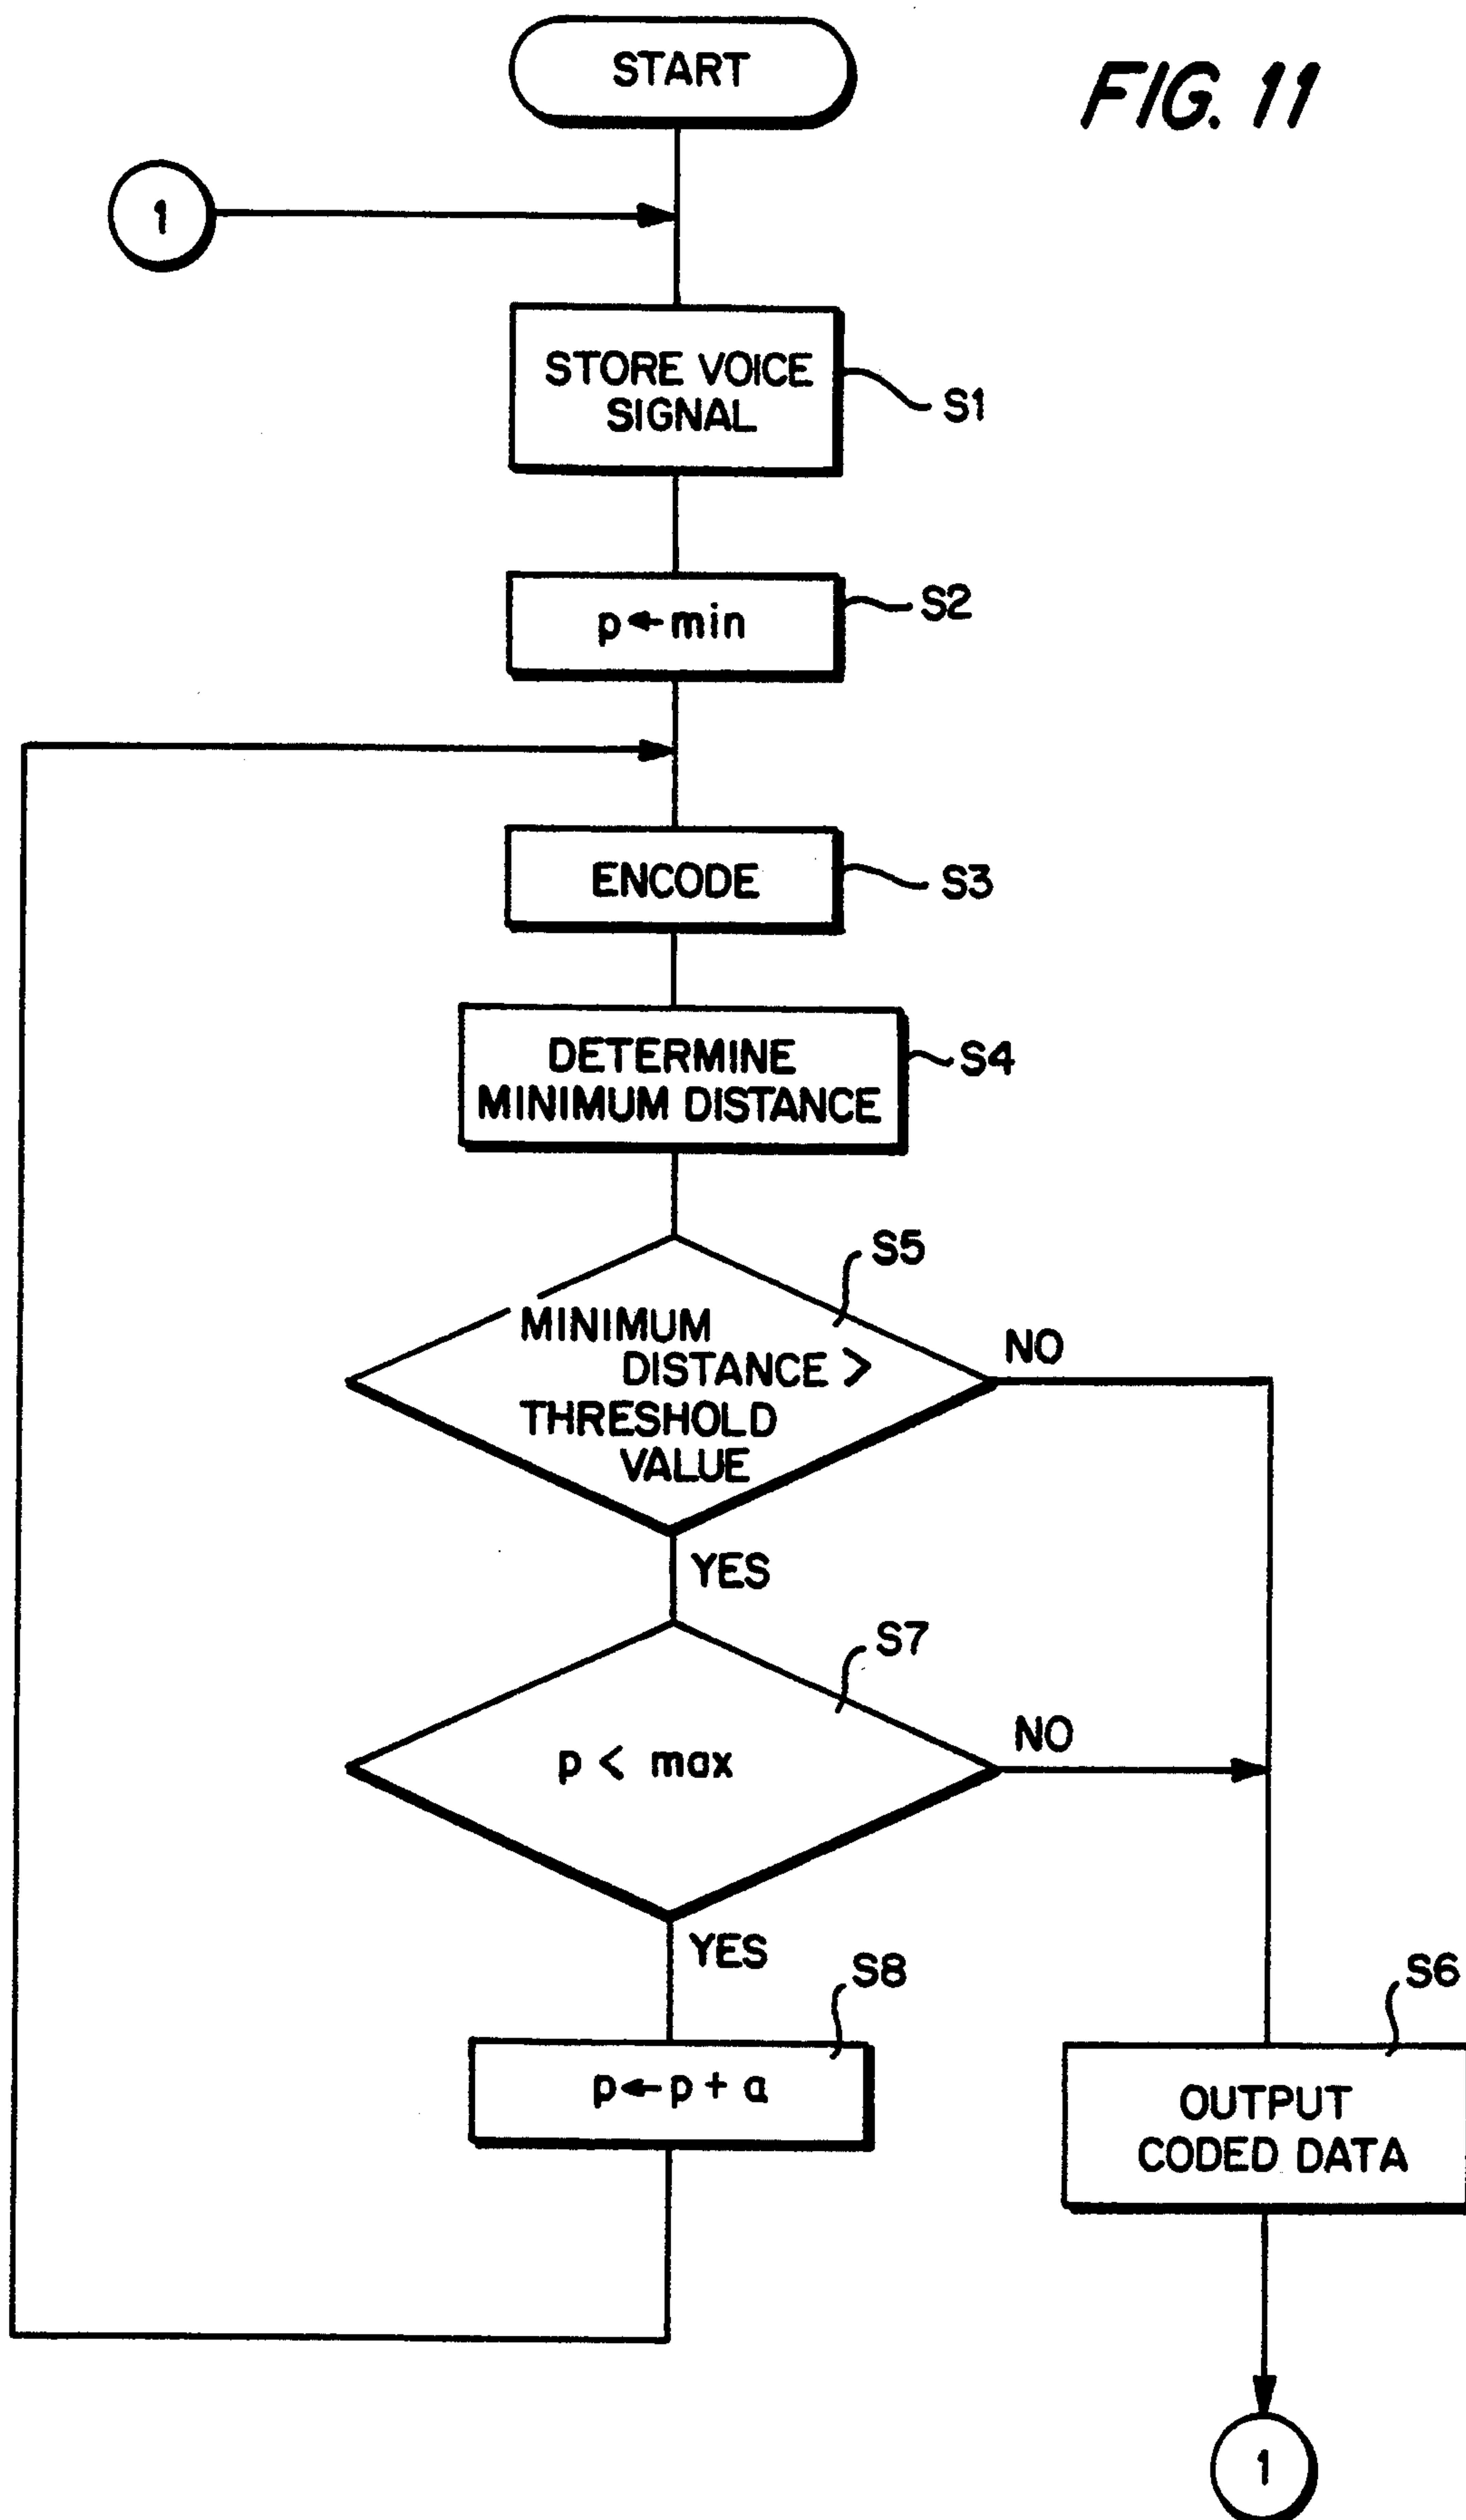 START
FIG. 11
1
STORE VOICE
SIGNAL
S1
p←min
S2
ENCODE
S3
DETERMINE
MINIMUM DISTANCE
S4
S5
MINIMUM
DISTANCE >
THRESHOLD
VALUE
NO
YES
S7
p < max
NO
YES
S8
p←p + a
S6
OUTPUT
CODED DATA
1